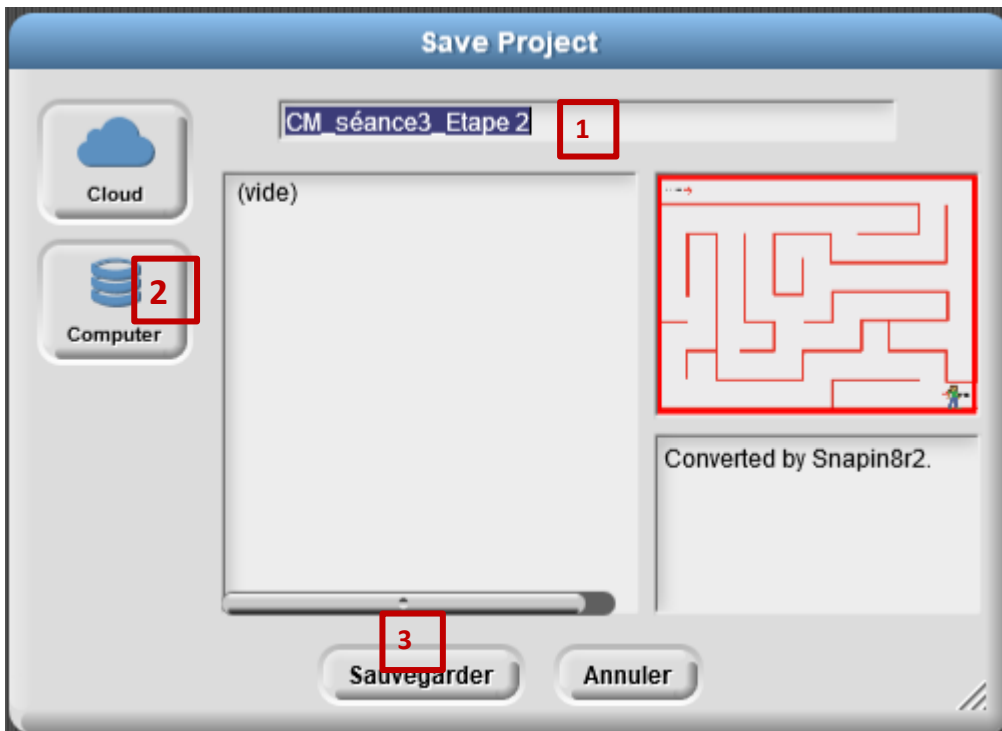 Save Project
CM_séance3_Etape 2
1
Cloud
(vide)
2
Computer
Converted by Snapin8r2.
3
Sauvegarder
Annuler